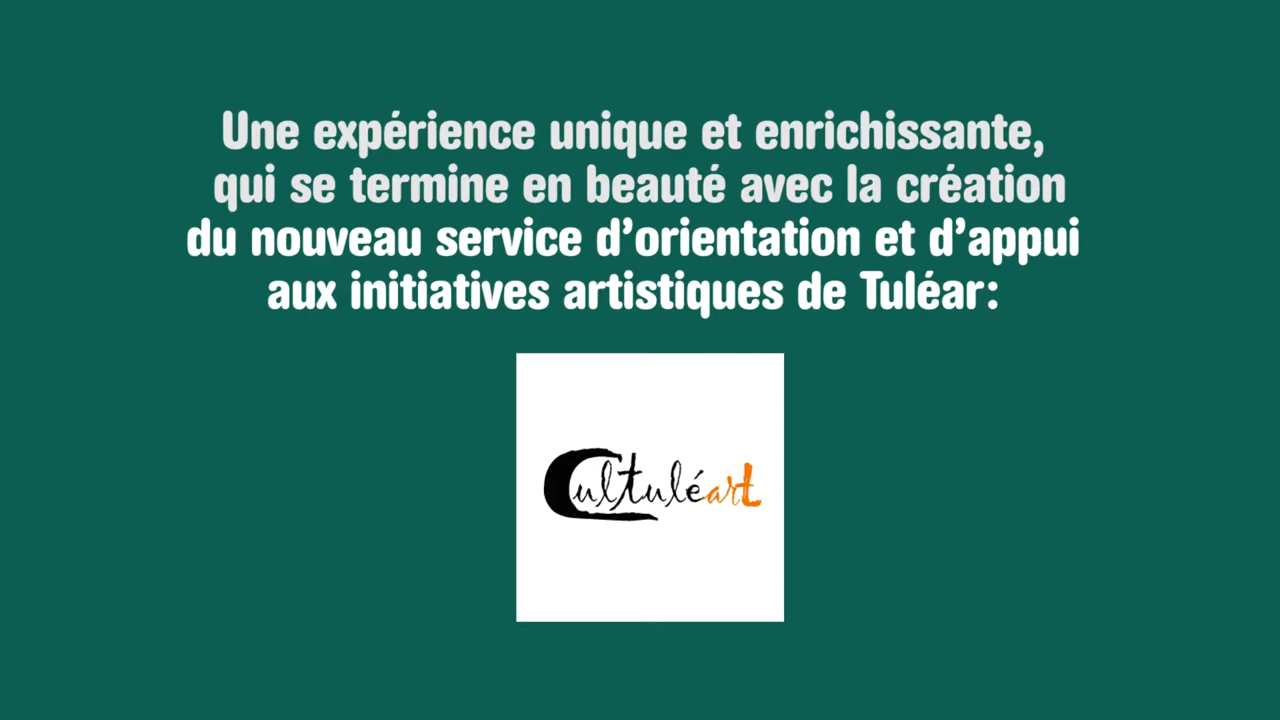 Une expérience unique et enrichissante,
qui se termine en beauté avec la création
du nouveau service d’orientation et d’appui
aux initiatives artistiques de Tuléar:
Cultuléart